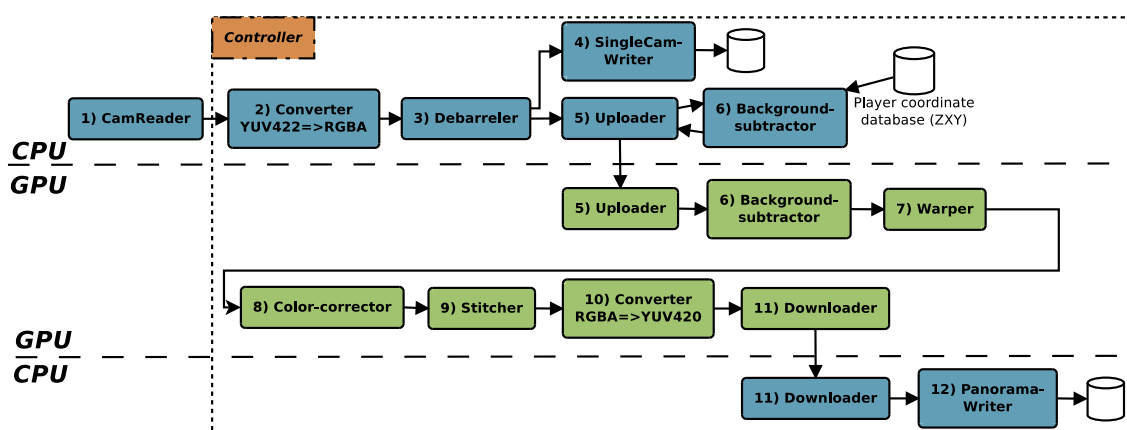 Controller
4) SingleCam-
Writer
1) CamReader
2) Converter
YUV422=>RGBA
3) Debarreler
5) Uploader
6) Background-
subtractor
Player coordinate
database (ZXY)
CPU
GPU
5) Uploader
6) Background-
subtractor
7) Warper
8) Color-corrector
9) Stitcher
10) Converter
RGBA=>YUV420
11) Downloader
GPU
CPU
11) Downloader
12) Panorama-
Writer